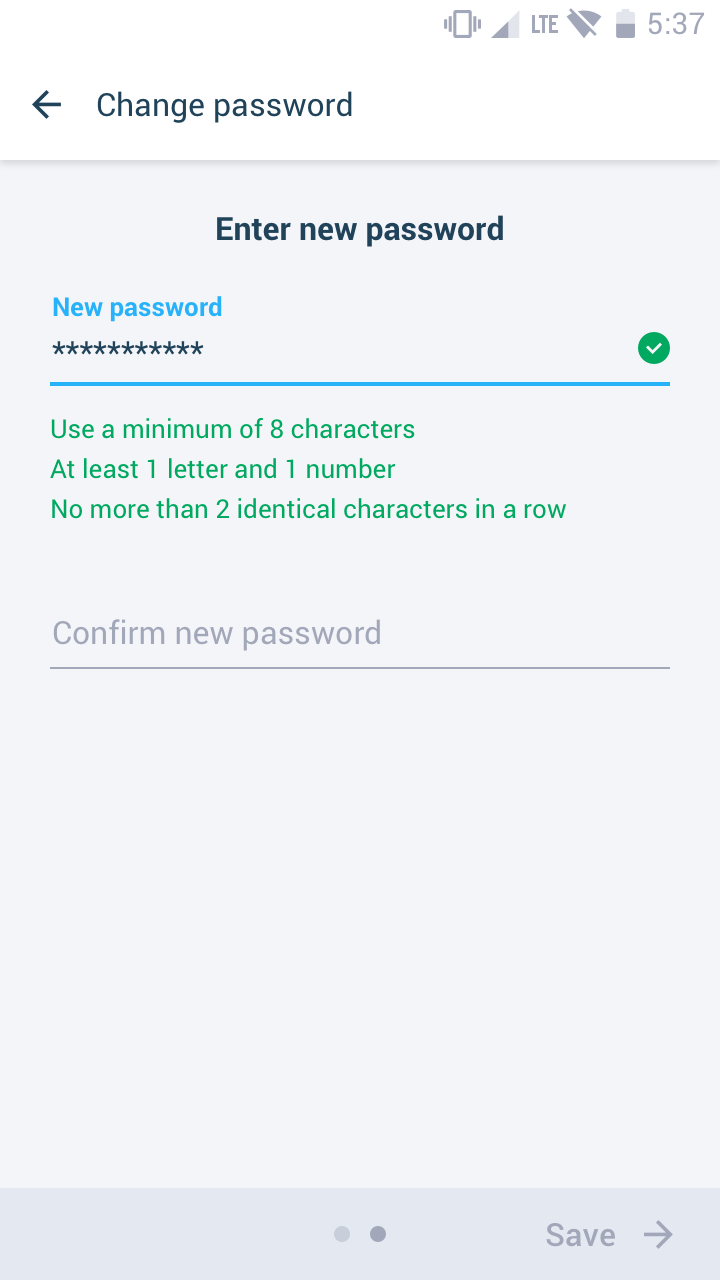 LTE 5:37
Change password
Enter new password
New password
***********
Use a minimum of 8 characters
At least 1 letter and 1 number
No more than 2 identical characters in a row
Confirm new password
Save